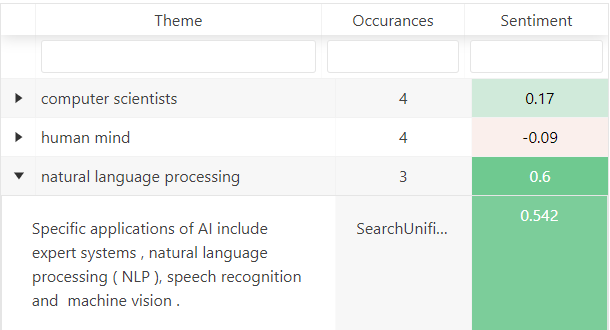 Theme Occurances Sentiment
computer scientists 4 0.17
human mind 4 -0.09
natural language processing 3 0.6
0.542
Specific applications of AI include SearchUnifi...
expert systems , natural language
processing ( NLP ), speech recognition
and machine vision .